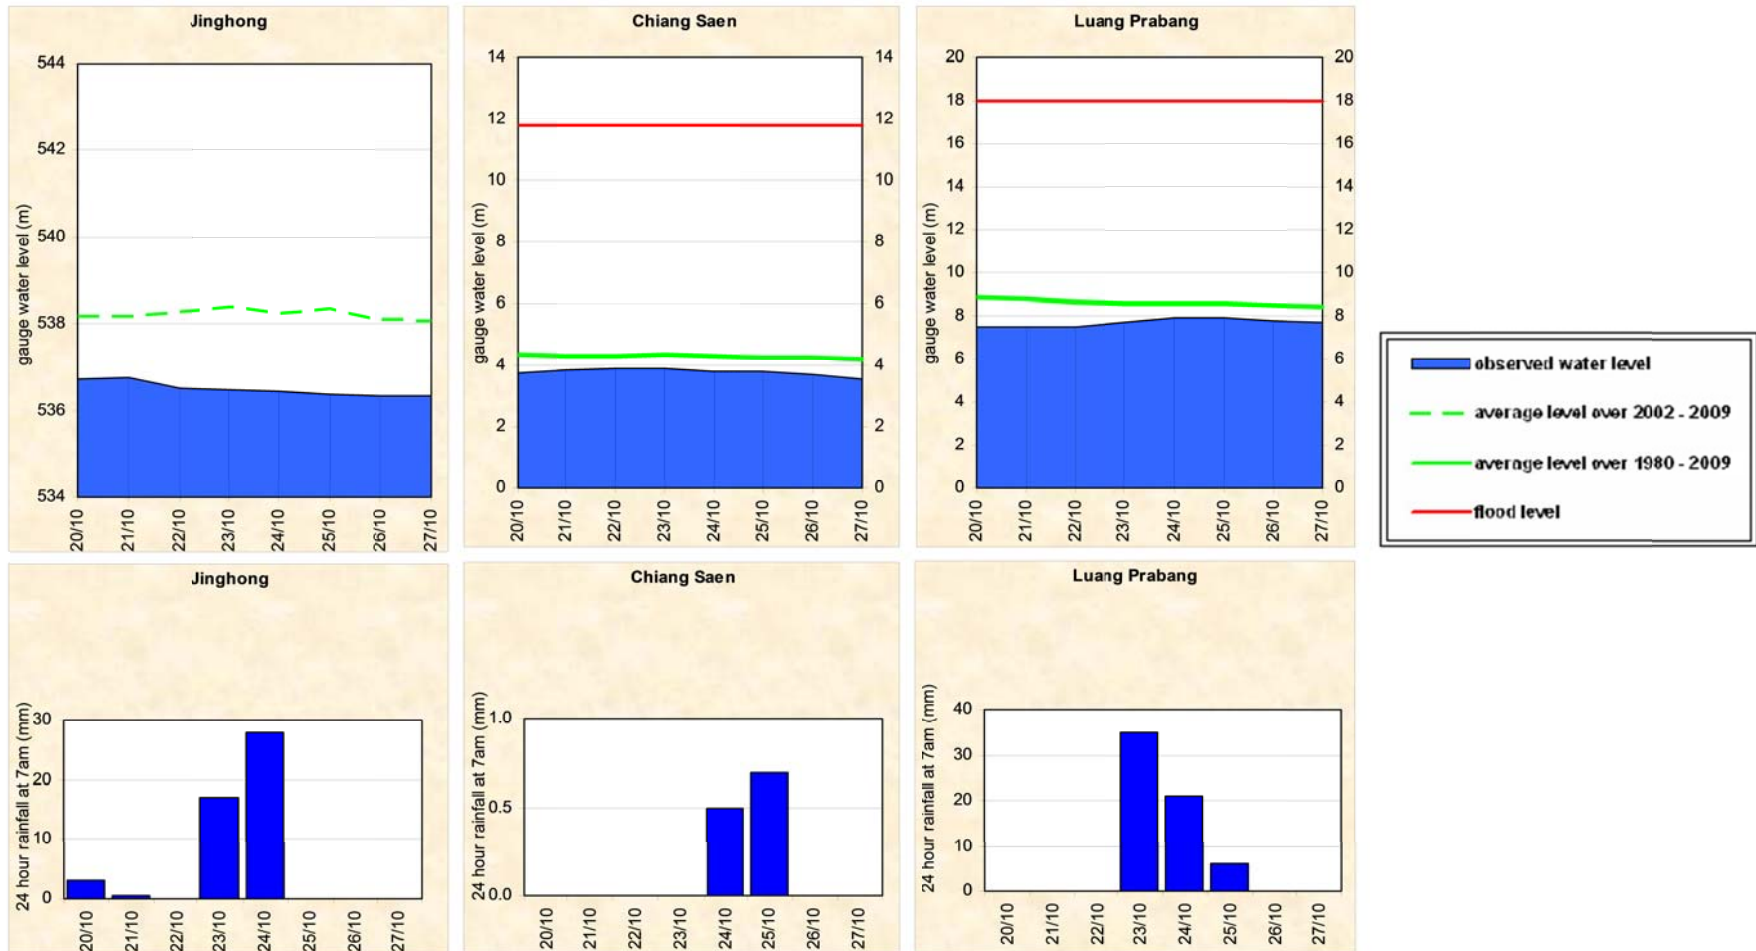 Jinghong
gauge water level (m)
544
542
540
538
536
534
20/10 21/10 22/10 23/10 24/10 25/10 26/10 27/10
Chiang Saen
gauge water level (m)
14 14
12 12
10 10
8 8
6 6
4 4
2 2
0 0
20/10 21/10 22/10 23/10 24/10 25/10 26/10 27/10
Luang Prabang
gauge water level (m)
20 20
18 18
16 16
14 14
12 12
10 10
8 8
6 6
4 4
2 2
0 0
20/10 21/10 22/10 23/10 24/10 25/10 26/10 27/10
observed water level
average level over 2002 - 2009
average level over 1980 - 2009
flood level
Jinghong
24 hour rainfall at 7am (mm)
30
20
10
0
20/10 21/10 22/10 23/10 24/10 25/10 26/10 27/10
Chiang Saen
24 hour rainfall at 7am (mm)
1.0
0.5
0.0
20/10 21/10 22/10 23/10 24/10 25/10 26/10 27/10
Luang Prabang
24 hour rainfall at 7am (mm)
40
30
20
10
0
20/10 21/10 22/10 23/10 24/10 25/10 26/10 27/10